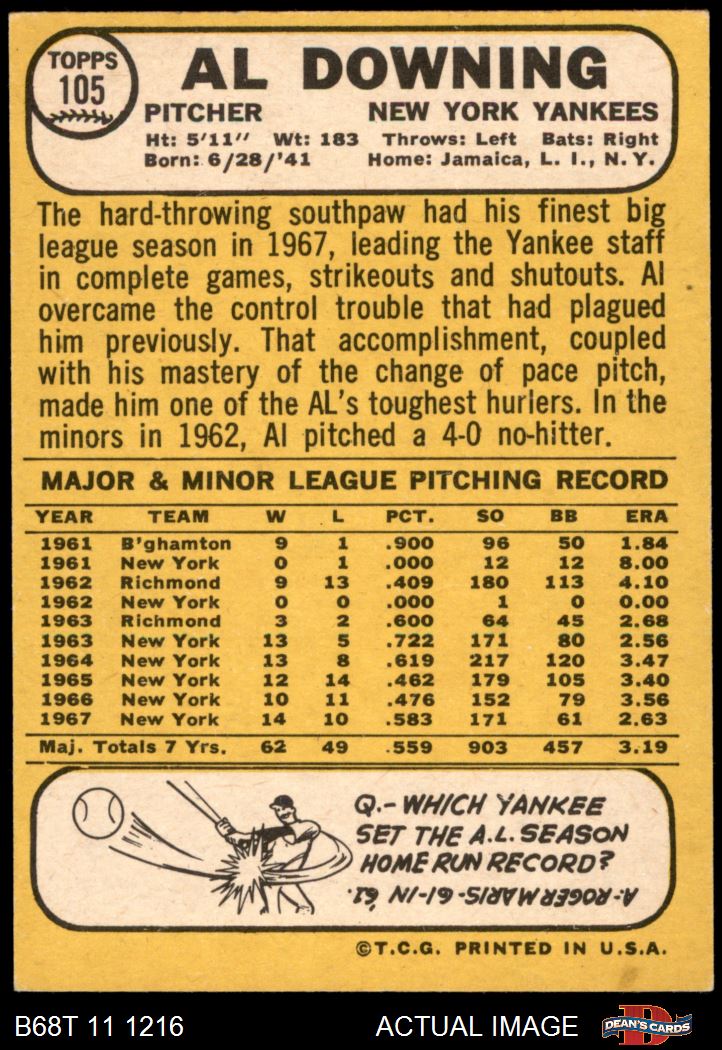 TOPPS
105
AL DOWNING
PITCHER NEW YORK YANKEES
Ht: 5'11" Wt: 183 Throws: Left Bats: Right
Born: 6/28/'41 Home: Jamaica, L. I., N. Y.
The hard-throwing southpaw had his finest big
league season in 1967, leading the Yankee staff
in complete games, strikeouts and shutouts. Al
overcame the control trouble that had plagued
him previously. That accomplishment, coupled
with his mastery of the change of pace pitch,
made him one of the AL's toughest hurlers. In the
minors in 1962, Al pitched a 4-0 no-hitter.
MAJOR & MINOR LEAGUE PITCHING RECORD
YEAR TEAM W L PCT. SO BB ERA
1961 B'ghamton 9 1 .900 96 50 1.84
1961 New York 0 1 .000 12 12 8.00
1962 Richmond 9 13 .409 180 113 4.10
1962 New York 0 0 .000 1 0 0.00
1963 Richmond 3 2 .600 64 45 2.68
1963 New York 13 5 .722 171 80 2.56
1964 New York 13 8 .619 217 120 3.47
1965 New York 12 14 .462 179 105 3.40
1966 New York 10 11 .476 152 79 3.56
1967 New York 14 10 .583 171 61 2.63
Maj. Totals 7 Yrs. 62 49 .559 903 457 3.19
Q.- WHICH YANKEE
SET THE A.L. SEASON
HOME RUN RECORD?
A- ROGER MARIS-61-IN '61.
©T.C.G. PRINTED IN U.S.A.
B68T 11 1216 ACTUAL IMAGE D DEAN'S CARDS